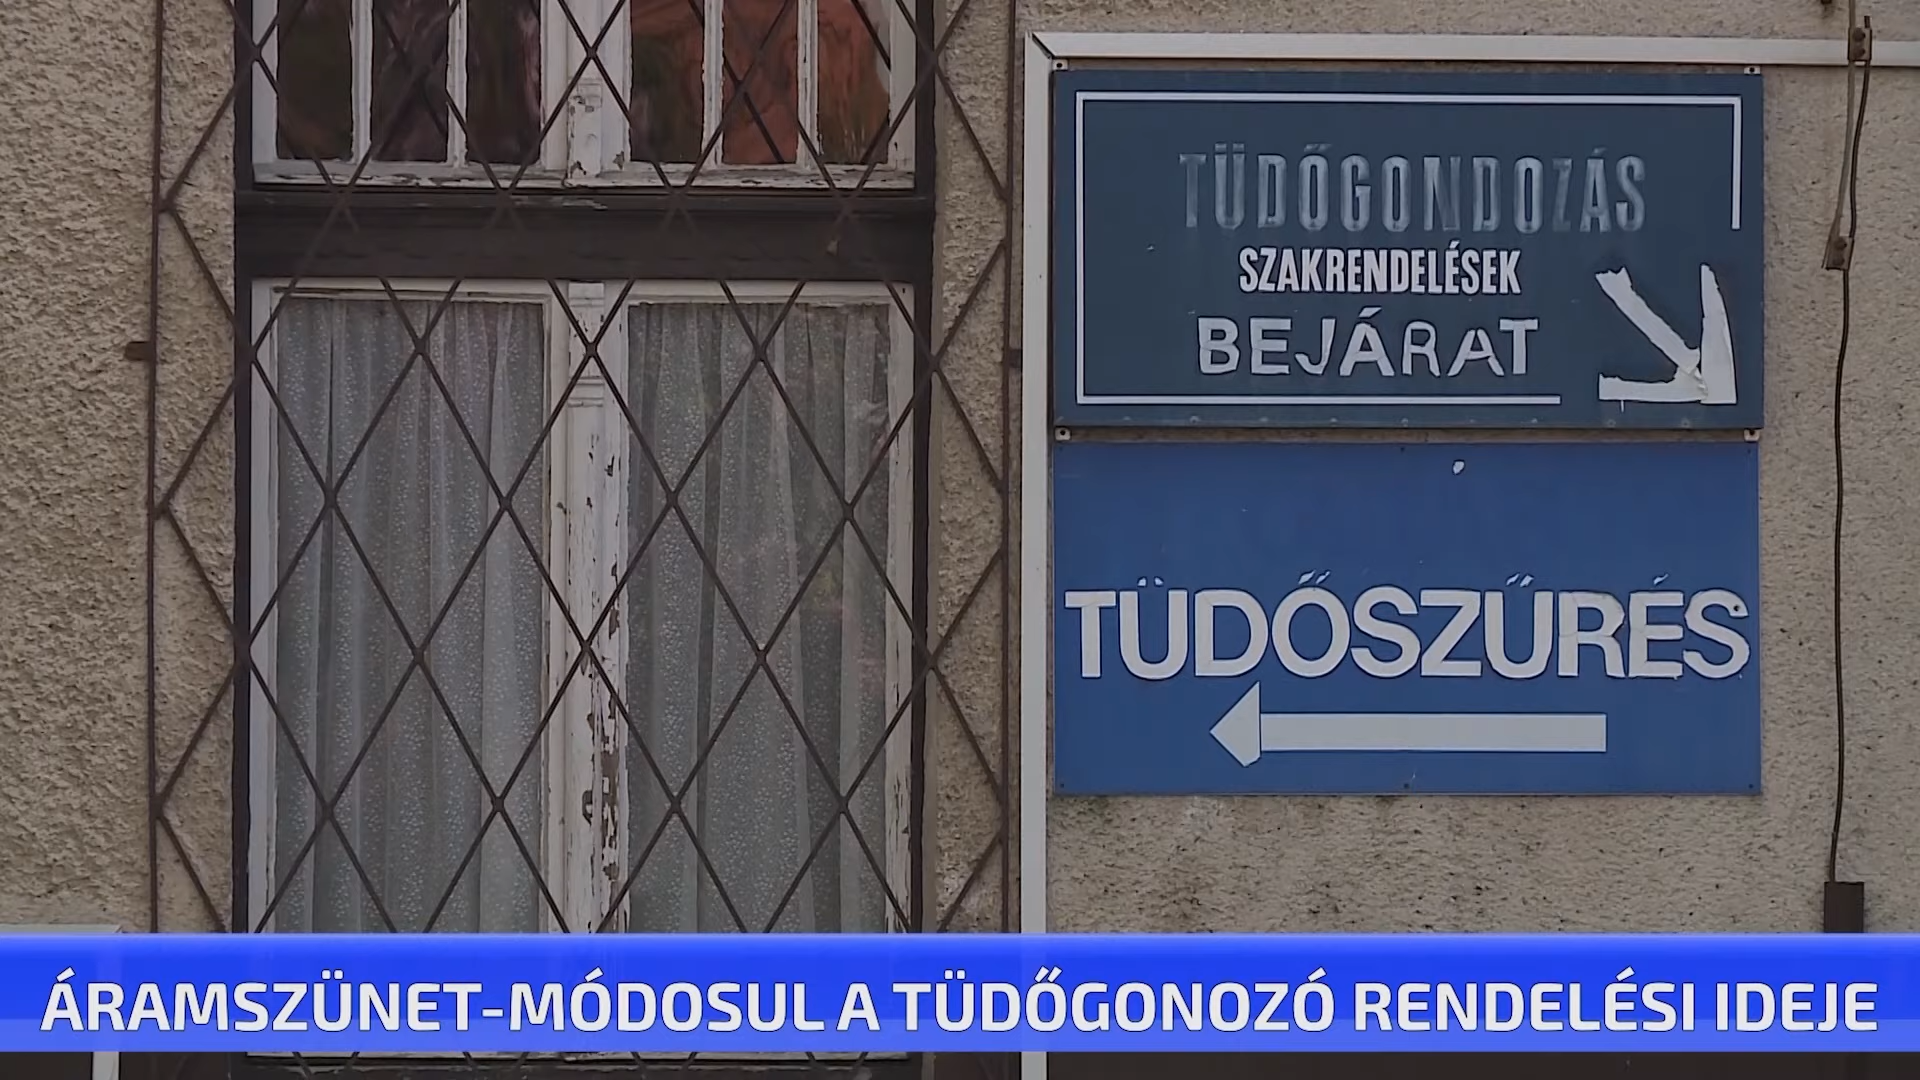 TÜDŐGONDOZÁS
SZAKRENDELÉSEK
BEJÁRAT
TÜDŐSZŰRÉS
ÁRAMSZÜNET-MÓDOSUL A TÜDŐGONOZÓ RENDELÉSI IDEJE